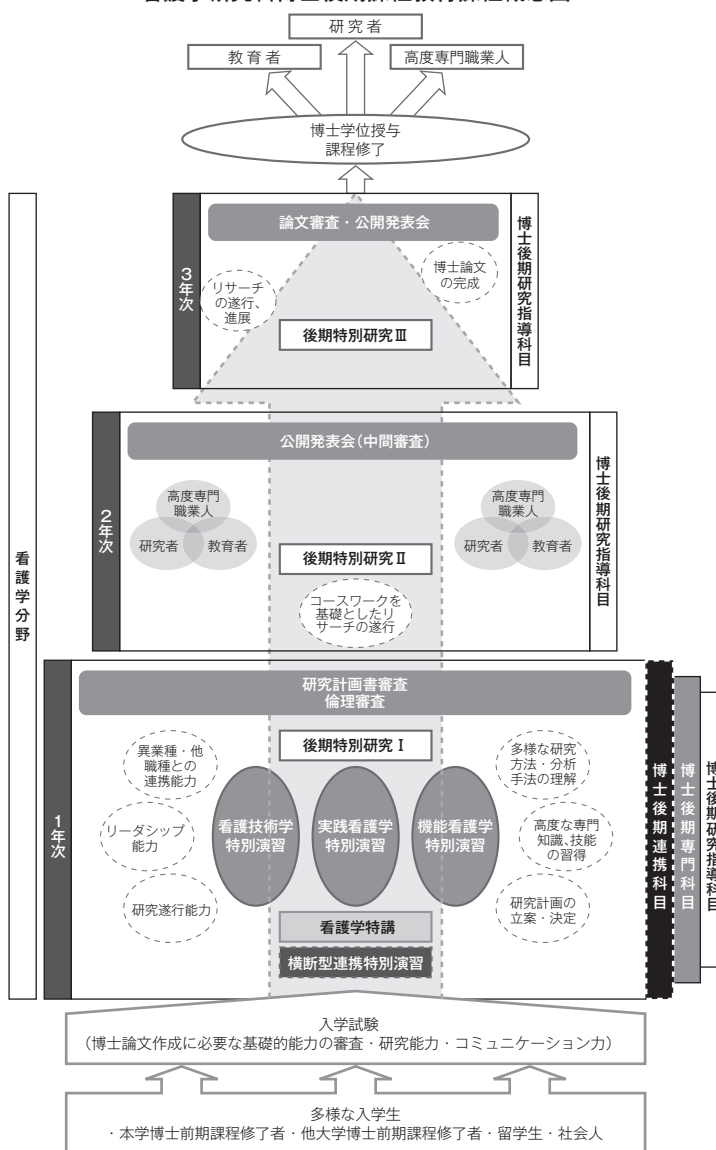 研究者
教育者
高度専門職業人
博士学位授与
課程修了
看護学分野
3年次
論文審査・公開発表会
リサーチ
の遂行、
進展
博士論文
の完成
後期特別研究Ⅲ
博士後期研究指導科目
2年次
公開発表会（中間審査）
高度専門
職業人
研究者
教育者
高度専門
職業人
研究者
教育者
後期特別研究Ⅱ
コースワークを
基礎としたリ
サーチの遂行
博士後期研究指導科目
1年次
研究計画書審査
倫理審査
後期特別研究Ⅰ
異業種・他
職種との
連携能力
リーダシップ
能力
研究遂行能力
看護技術学
特別演習
実践看護学
特別演習
機能看護学
特別演習
多様な研究
方法・分析
手法の理解
高度な専門
知識、技能
の習得
研究計画の
立案・決定
看護学特講
横断型連携特別演習
博士後期連携科目
博士後期専門科目
博士後期研究指導科目
入学試験
（博士論文作成に必要な基礎的能力の審査・研究能力・コミュニケーション力）
多様な入学生
・本学博士前期課程修了者・他大学博士前期課程修了者・留学生・社会人